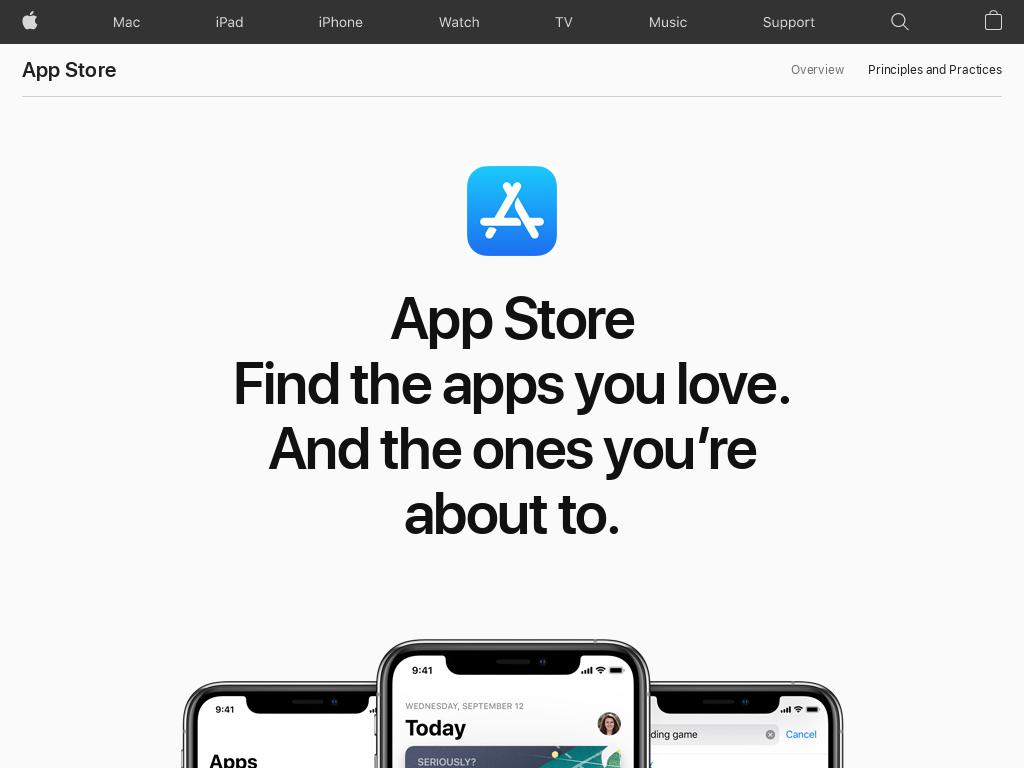 Mac iPad iPhone Watch TV Music Support
App Store Overview Principles and Practices
App Store
Find the apps you love.
And the ones you’re
about to.
9:41
WEDNESDAY, SEPTEMBER 12
Today
SERIOUSLY?
9:41
Apps
ding game Cancel